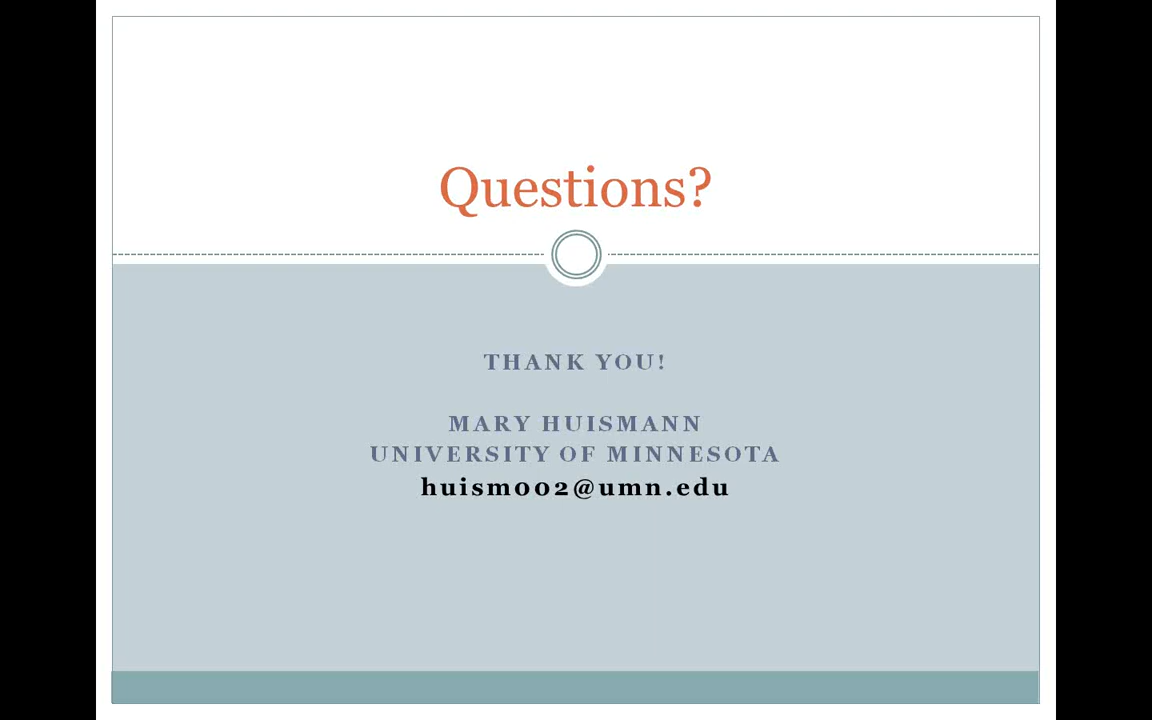 Questions?
THANK YOU!
MARY HUISMANN
UNIVERSITY OF MINNESOTA
huism002@umn.edu